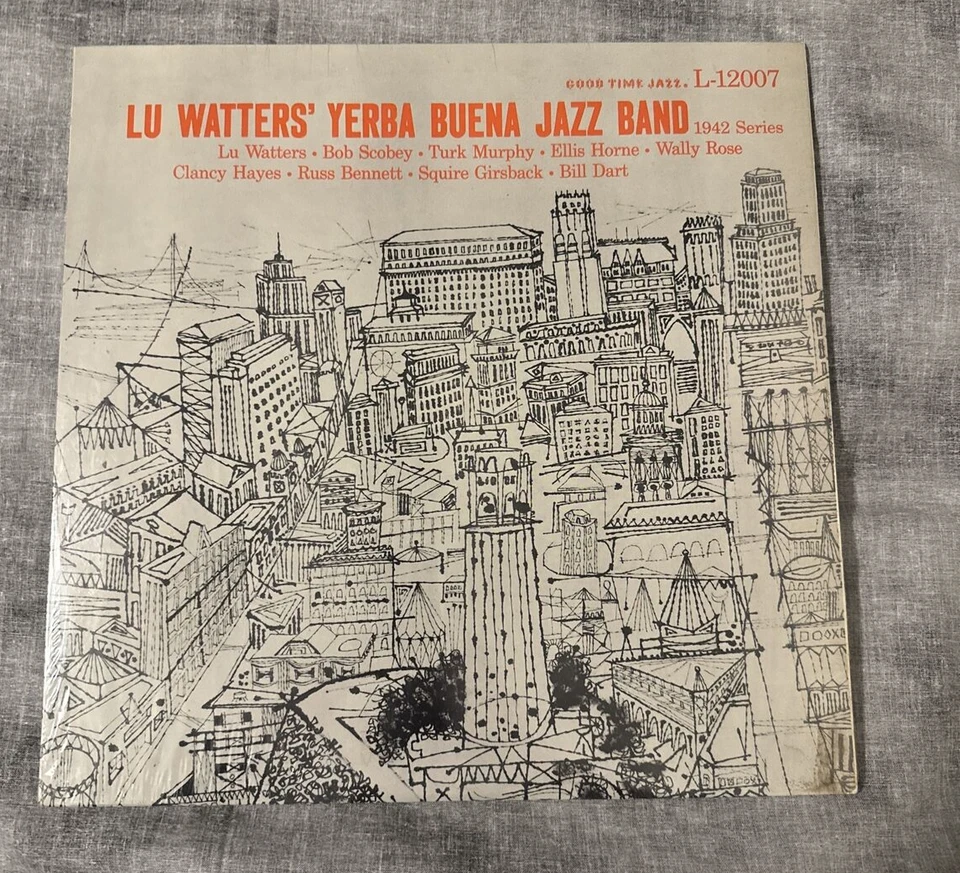 GOOD TIME JAZZ. L-12007
LU WATTERS' YERBA BUENA JAZZ BAND 1942 Series
Lu Watters • Bob Scobey • Turk Murphy • Ellis Horne • Wally Rose
Clancy Hayes • Russ Bennett • Squire Girsback • Bill Dart